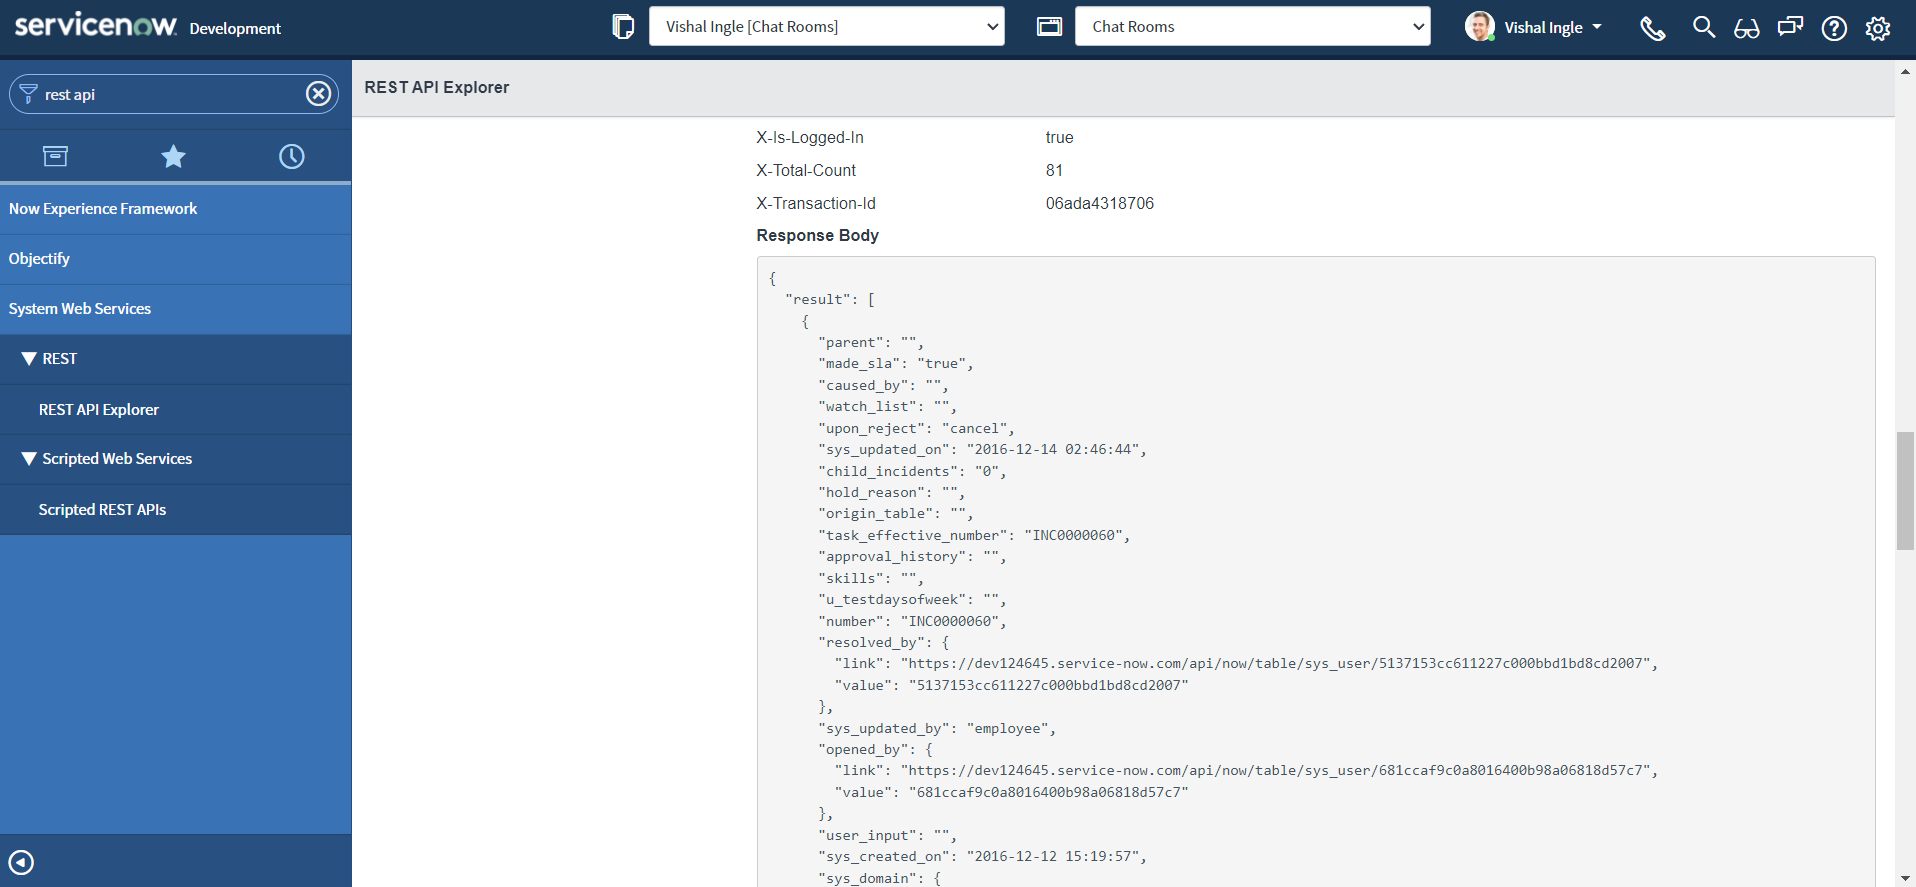 servicenow. Development
Vishal Ingle [Chat Rooms]
Chat Rooms
Vishal Ingle
rest api
Now Experience Framework
Objectify
System Web Services
REST
REST API Explorer
Scripted Web Services
Scripted REST APIs
REST API Explorer
X-Is-Logged-In true
X-Total-Count 81
X-Transaction-Id 06ada4318706
Response Body
{
"result": [
{
"parent": "",
"made_sla": "true",
"caused_by": "",
"watch_list": "",
"upon_reject": "cancel",
"sys_updated_on": "2016-12-14 02:46:44",
"child_incidents": "0",
"hold_reason": "",
"origin_table": "",
"task_effective_number": "INC0000060",
"approval_history": "",
"skills": "",
"u_testdaysofweek": "",
"number": "INC0000060",
"resolved_by": {
"link": "https://dev124645.service-now.com/api/now/table/sys_user/5137153cc611227c000bbd1bd8cd2007",
"value": "5137153cc611227c000bbd1bd8cd2007"
},
"sys_updated_by": "employee",
"opened_by": {
"link": "https://dev124645.service-now.com/api/now/table/sys_user/681ccaf9c0a8016400b98a06818d57c7",
"value": "681ccaf9c0a8016400b98a06818d57c7"
},
"user_input": "",
"sys_created_on": "2016-12-12 15:19:57",
"sys_domain": {